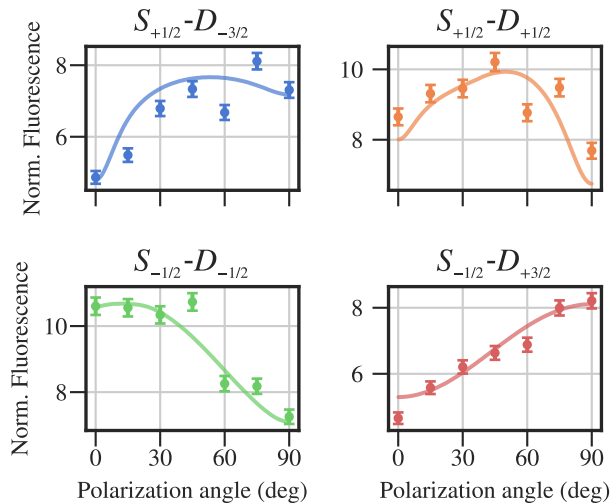 S+1/2-D−3/2
S+1/2-D+1/2
Norm. Fluorescence
8
6
10
8
S−1/2-D−1/2
S−1/2-D+3/2
Norm. Fluorescence
10
8
8
6
0 30 60 90
0 30 60 90
Polarization angle (deg)
Polarization angle (deg)